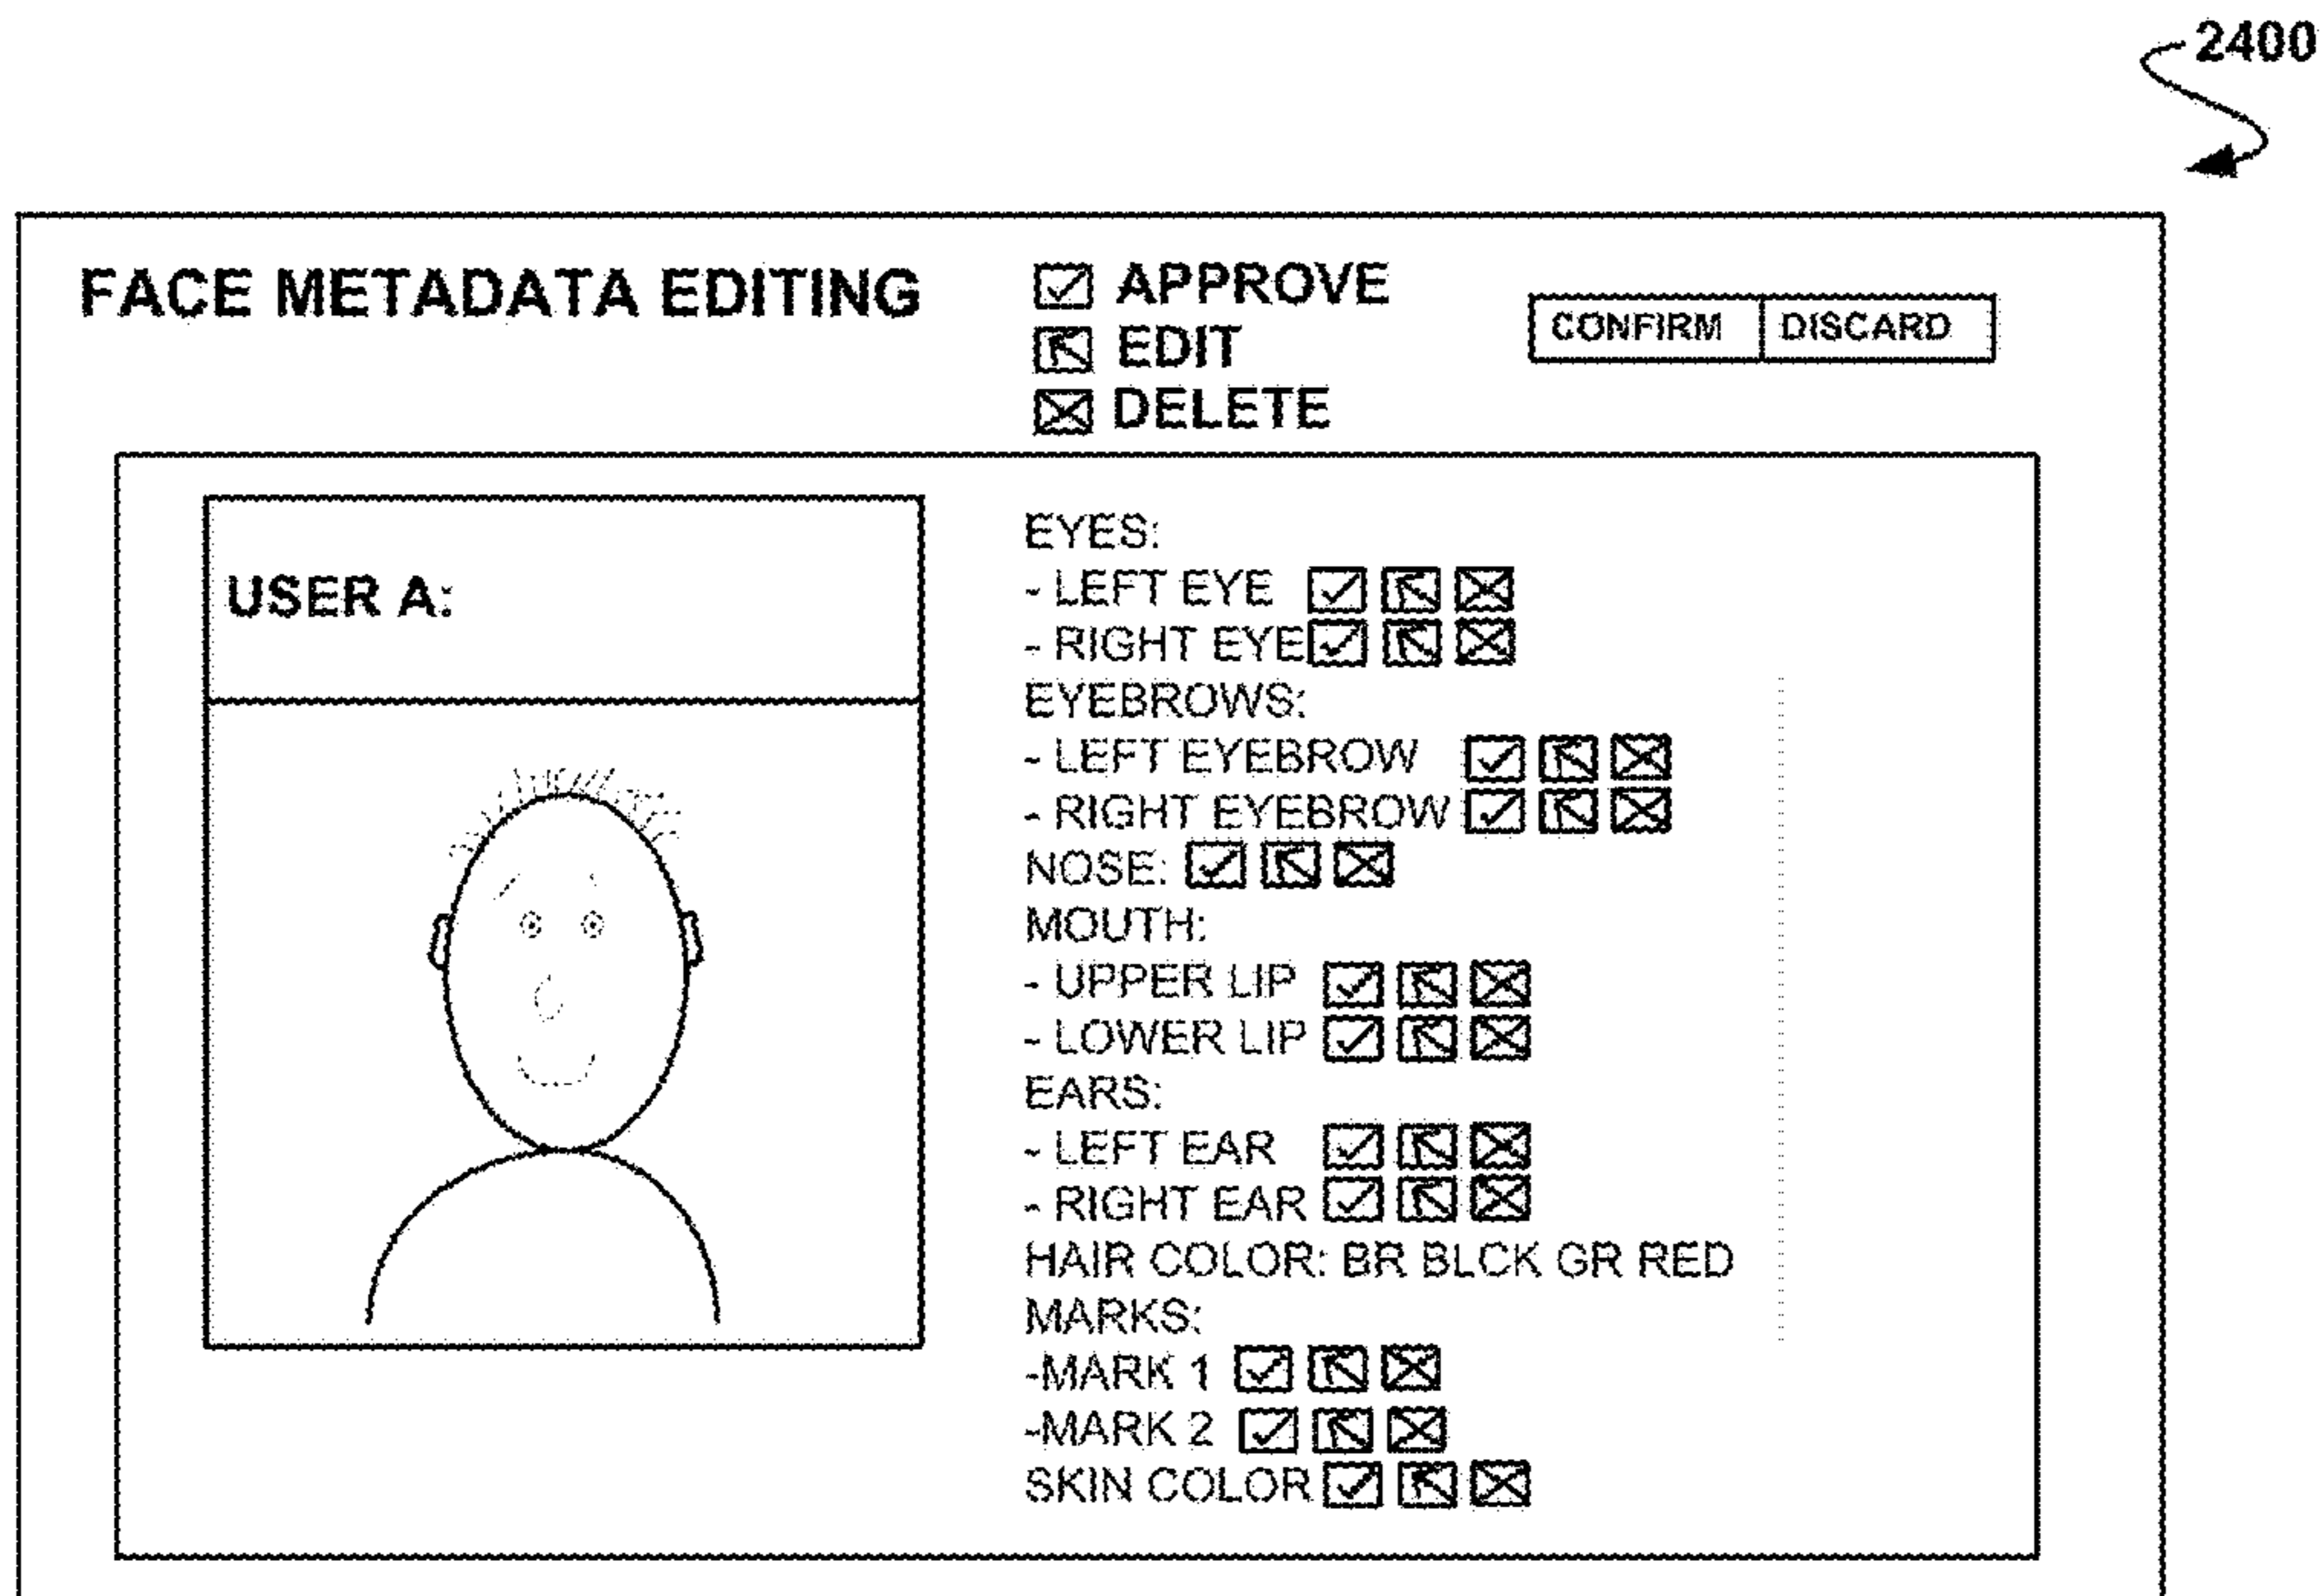 2400
FACE METADATA EDITING
APPROVE
EDIT
DELETE
CONFIRM
DISCARD
USER A:
EYES:
- LEFT EYE
- RIGHT EYE
EYEBROWS:
- LEFT EYEBROW
- RIGHT EYEBROW
NOSE:
MOUTH:
- UPPER LIP
- LOWER LIP
EARS:
- LEFT EAR
- RIGHT EAR
HAIR COLOR: BR BLCK GR RED
MARKS:
-MARK 1
-MARK 2
SKIN COLOR